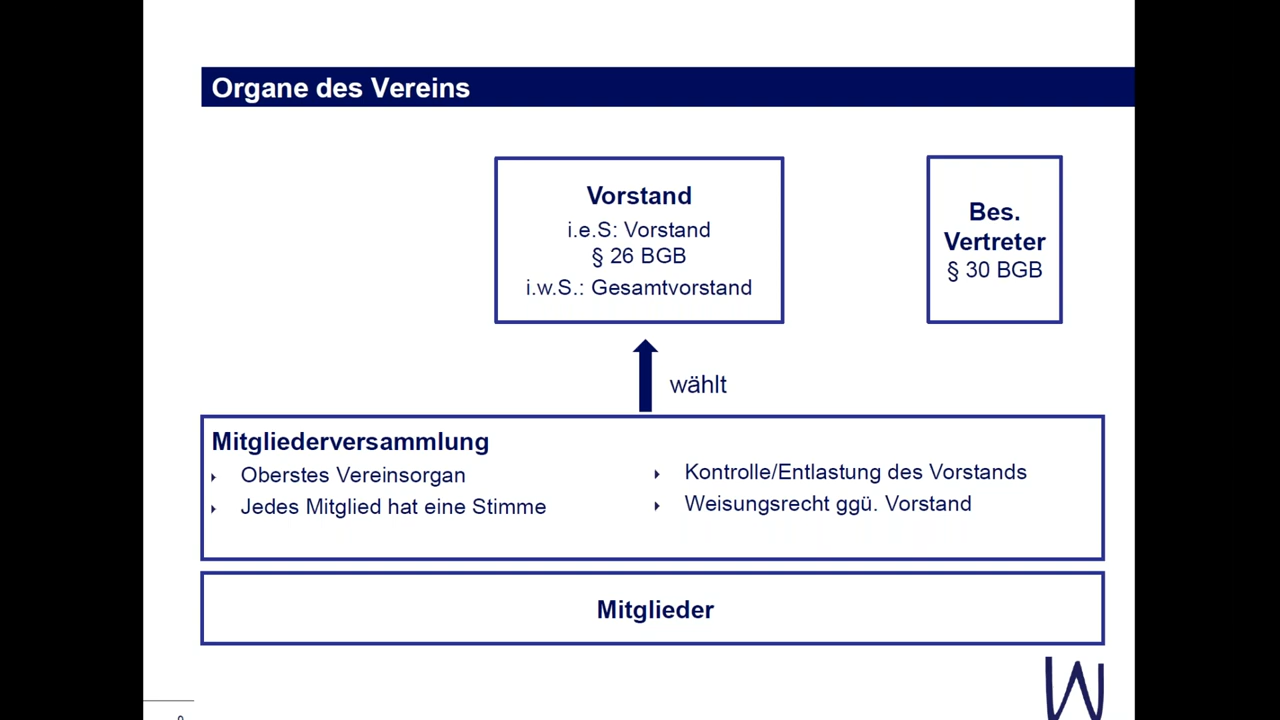 Organe des Vereins
Vorstand
i.e.S: Vorstand
§ 26 BGB
i.w.S.: Gesamtvorstand
Bes.
Vertreter
§ 30 BGB
wählt
Mitgliederversammlung
Oberstes Vereinsorgan
Jedes Mitglied hat eine Stimme
Kontrolle/Entlastung des Vorstands
Weisungsrecht ggü. Vorstand
Mitglieder
W